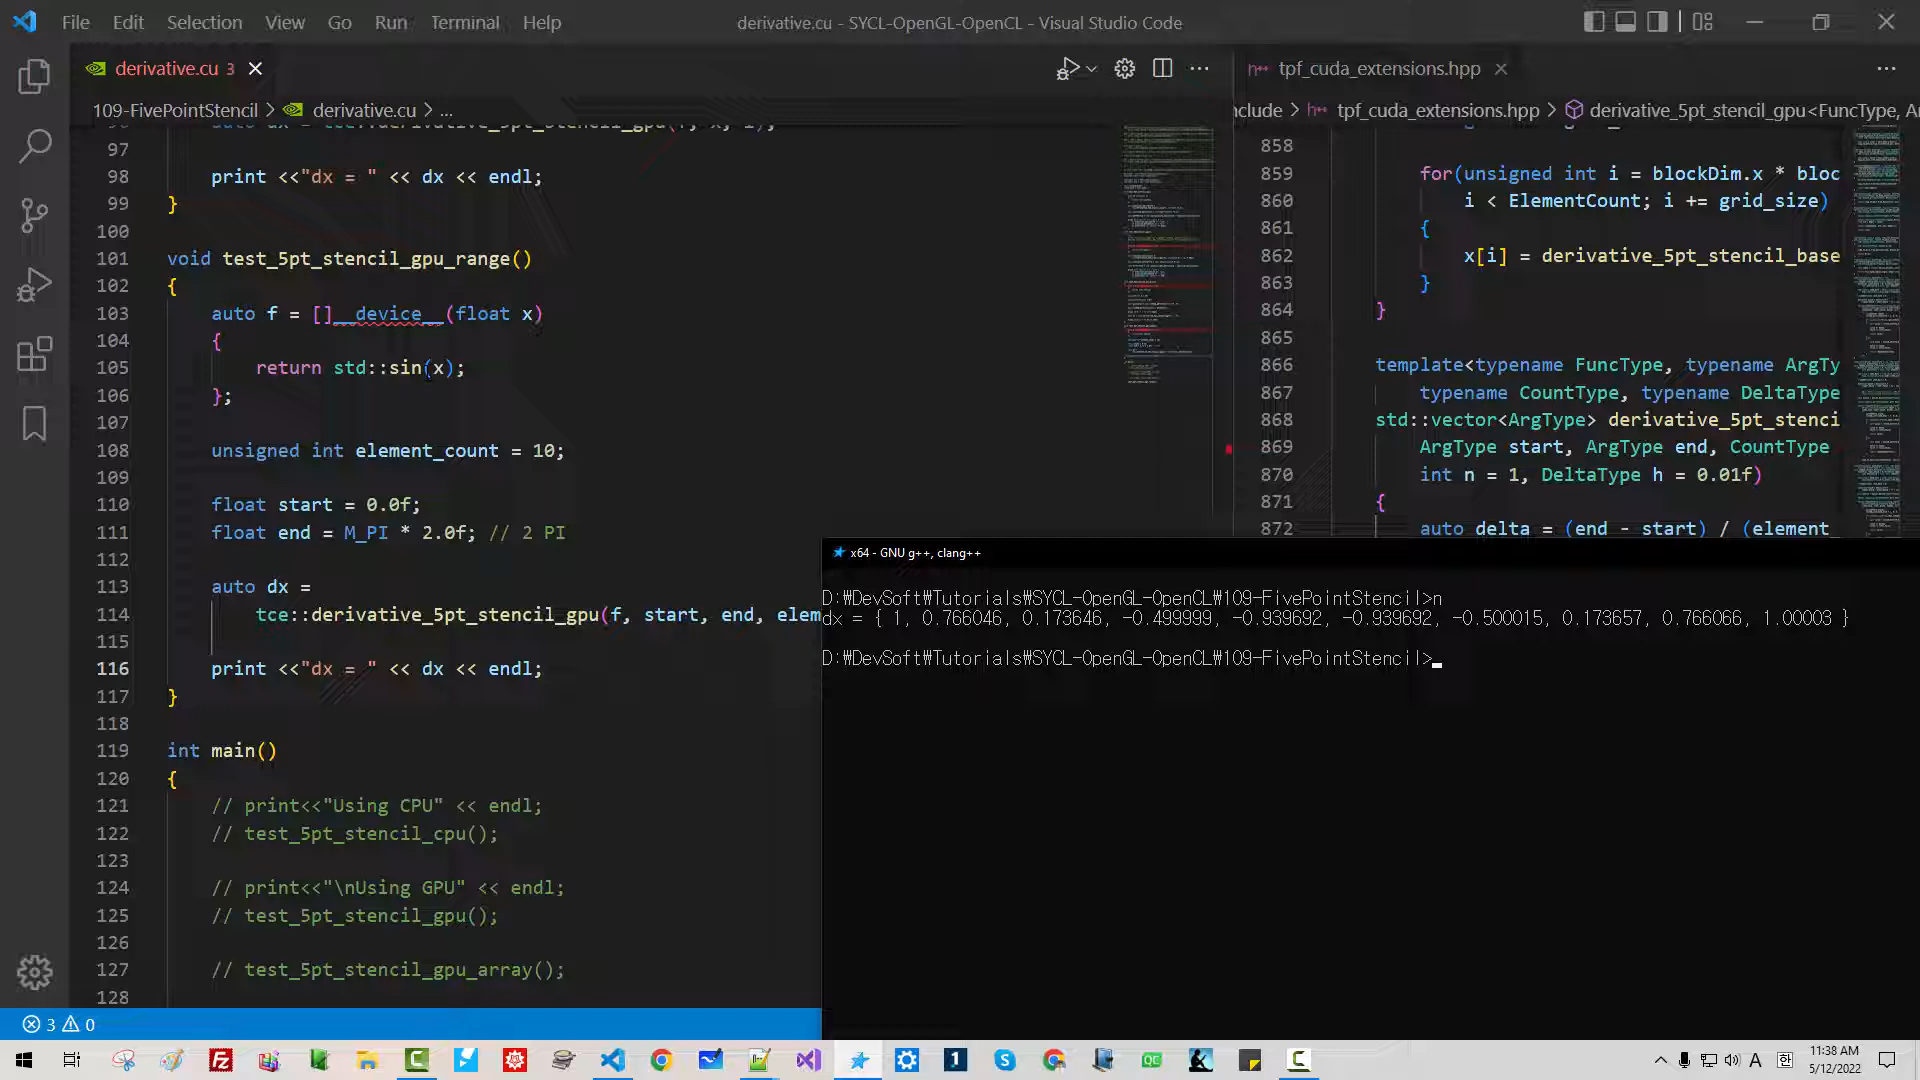 File Edit View Go Run Terminal Help
derivative.cu - SYCL-OpenGL-OpenCL - Visual Studio Code
derivative.cu 3
109-FivePointStencil > derivative.cu > ...
97
98 print <<"dx = " << dx << endl;
99 }
100
101 void test_5pt_stencil_gpu_range()
102 {
103 auto f = []__device__(float x)
104 {
105 return std::sin(x);
106 };
107
108 unsigned int element_count = 10;
109
110 float start = 0.0f;
111 float end = M_PI * 2.0f; // 2 PI
112
113 auto dx =
114 tce::derivative_5pt_stencil_gpu(f, start, end, elem
115
116 print <<"dx = " << dx << endl;
117 }
118
119 int main()
120 {
121 // print<<"Using CPU" << endl;
122 // test_5pt_stencil_cpu();
123
124 // print<<"\nUsing GPU" << endl;
125 // test_5pt_stencil_gpu();
126
127 // test_5pt_stencil_gpu_array();
128
tpf_cuda_extensions.hpp
nclude > tpf_cuda_extensions.hpp > derivative_5pt_stencil_gpu<FuncType, A
858
859 for(unsigned int i = blockDim.x * bloc
860 i < ElementCount; i += grid_size)
861 {
862 x[i] = derivative_5pt_stencil_base
863 }
864 }
865
866 template<typename FuncType, typename ArgTy
867 typename CountType, typename DeltaType
868 std::vector<ArgType> derivative_5pt_stenci
869 ArgType start, ArgType end, CountType
870 int n = 1, DeltaType h = 0.01f)
871 {
872 auto delta = (end - start) / (element_
x64 - GNU g++, clang++
D:₩DevSoft₩Tutorials₩SYCL-OpenGL-OpenCL₩109-FivePointStencil>n
dx = { 1, 0.766046, 0.173646, -0.499999, -0.939692, -0.939692, -0.500015, 0.173657, 0.766066, 1.00003 }
D:₩DevSoft₩Tutorials₩SYCL-OpenGL-OpenCL₩109-FivePointStencil>
3 0
A 한 11:38 AM
5/12/2022